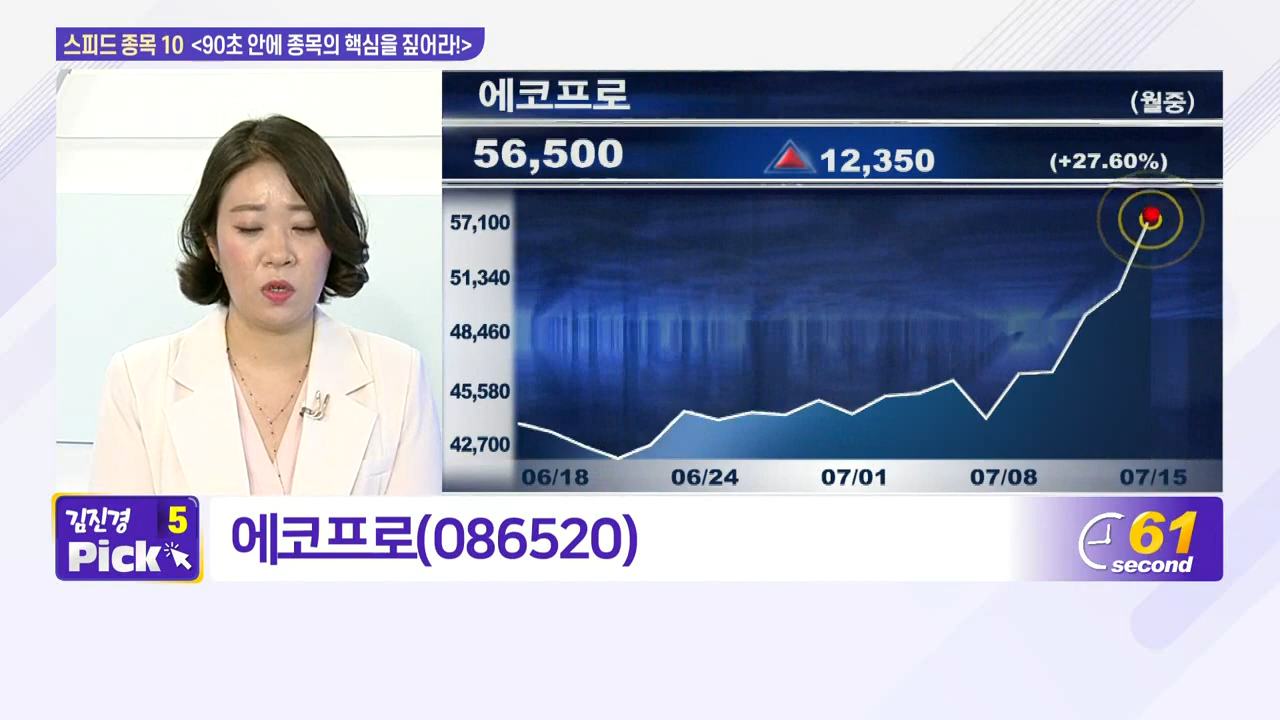 스피드 종목 10 <90초 안에 종목의 핵심을 짚어라!>
에코프로
(월중)
56,500
12,350
(+27.60%)
57,100
51,340
48,460
45,580
42,700
06/18
06/24
07/01
07/08
07/15
김진경 5
Pick
에코프로(086520)
61
second